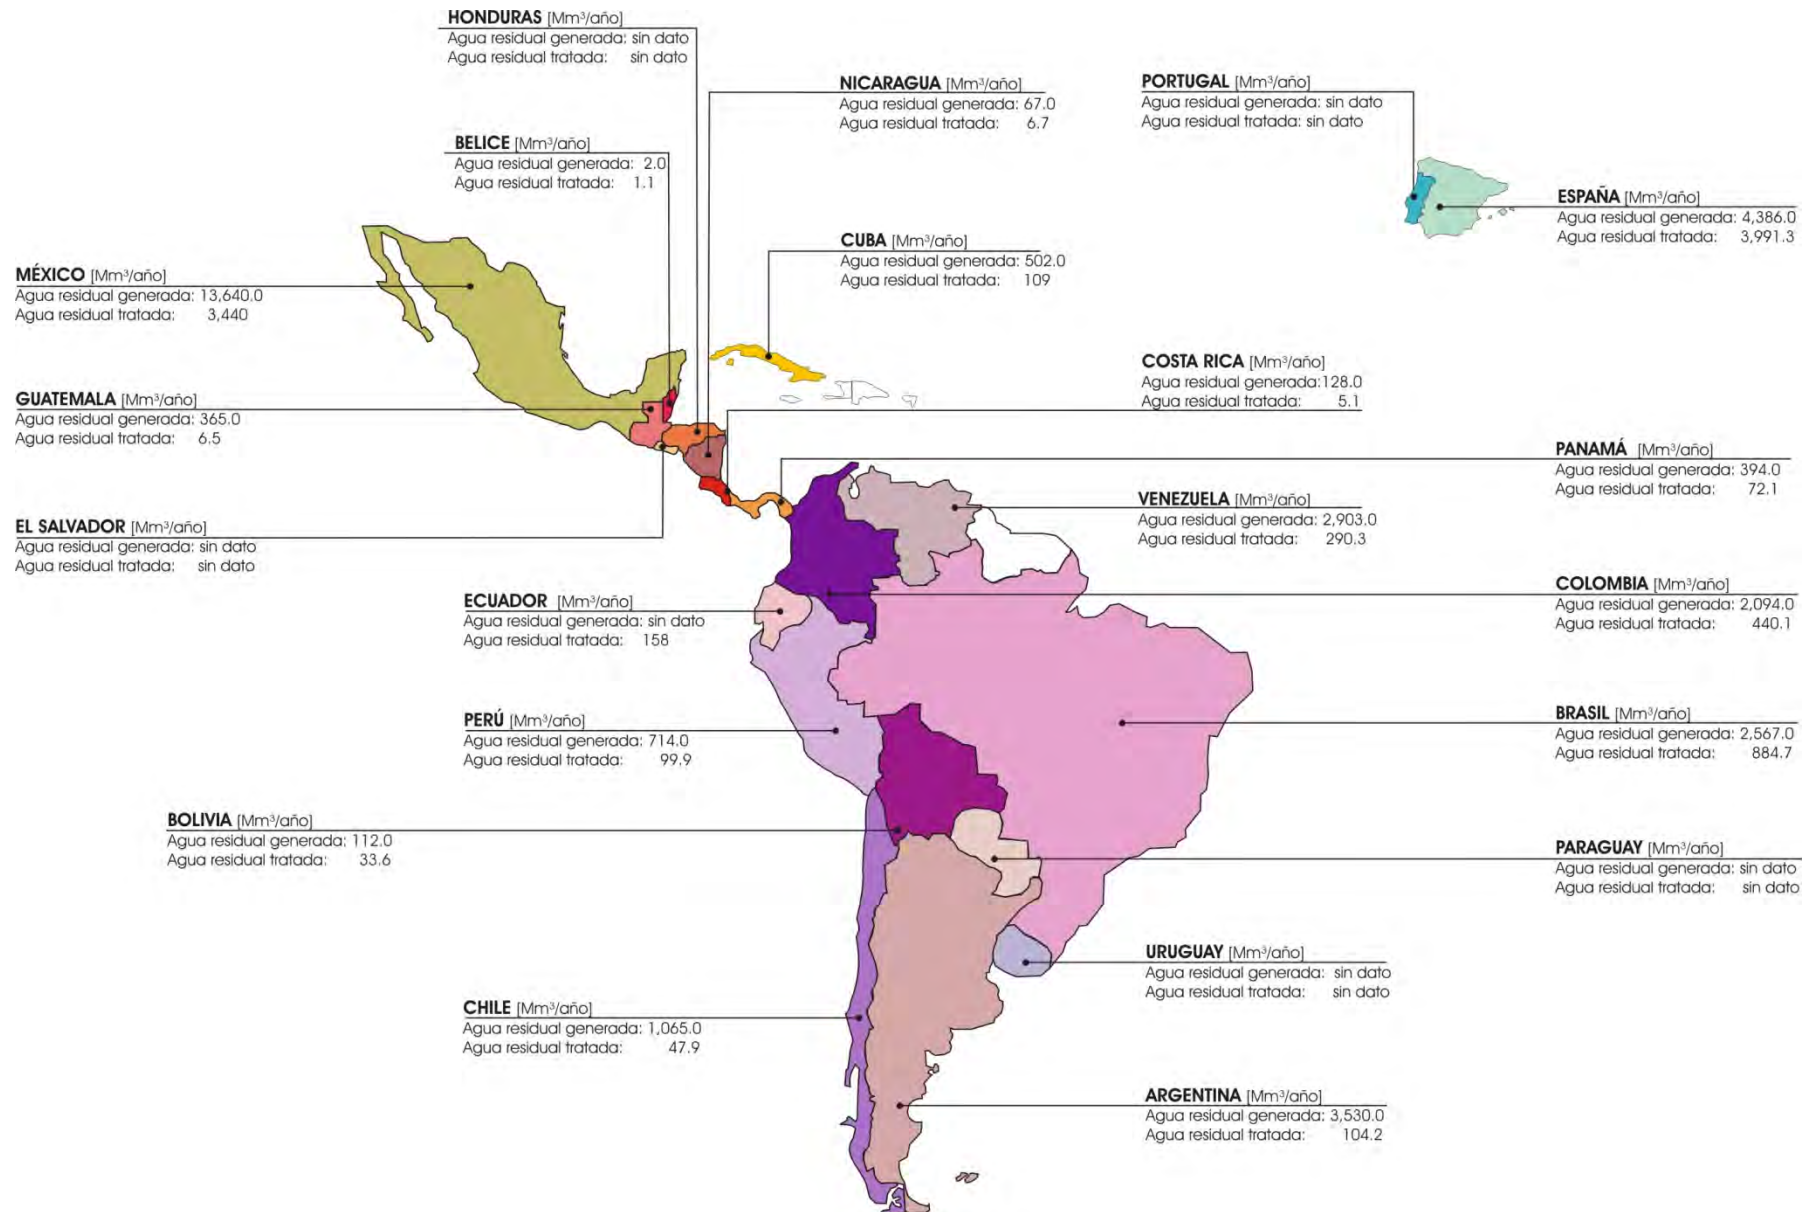 HONDURAS [Mm³/año]
Agua residual generada: sin dato
Agua residual tratada: sin dato
NICARAGUA [Mm³/año]
Agua residual generada: 67.0
Agua residual tratada: 6.7
PORTUGAL [Mm³/año]
Agua residual generada: sin dato
Agua residual tratada: sin dato
BELICE [Mm³/año]
Agua residual generada: 2.0
Agua residual tratada: 1.1
ESPAÑA [Mm³/año]
Agua residual generada: 4,386.0
Agua residual tratada: 3,991.3
CUBA [Mm³/año]
Agua residual generada: 502.0
Agua residual tratada: 109
MÉXICO [Mm³/año]
Agua residual generada: 13,640.0
Agua residual tratada: 3,440
COSTA RICA [Mm³/año]
Agua residual generada:128.0
Agua residual tratada: 5.1
GUATEMALA [Mm³/año]
Agua residual generada: 365.0
Agua residual tratada: 6.5
PANAMÁ [Mm³/año]
Agua residual generada: 394.0
Agua residual tratada: 72.1
VENEZUELA [Mm³/año]
Agua residual generada: 2,903.0
Agua residual tratada: 290.3
EL SALVADOR [Mm³/año]
Agua residual generada: sin dato
Agua residual tratada: sin dato
COLOMBIA [Mm³/año]
Agua residual generada: 2,094.0
Agua residual tratada: 440.1
ECUADOR [Mm³/año]
Agua residual generada: sin dato
Agua residual tratada: 158
BRASIL [Mm³/año]
Agua residual generada: 2,567.0
Agua residual tratada: 884.7
PERÚ [Mm³/año]
Agua residual generada: 714.0
Agua residual tratada: 99.9
BOLIVIA [Mm³/año]
Agua residual generada: 112.0
Agua residual tratada: 33.6
PARAGUAY [Mm³/año]
Agua residual generada: sin dato
Agua residual tratada: sin dato
URUGUAY [Mm³/año]
Agua residual generada: sin dato
Agua residual tratada: sin dato
CHILE [Mm³/año]
Agua residual generada: 1,065.0
Agua residual tratada: 47.9
ARGENTINA [Mm³/año]
Agua residual generada: 3,530.0
Agua residual tratada: 104.2